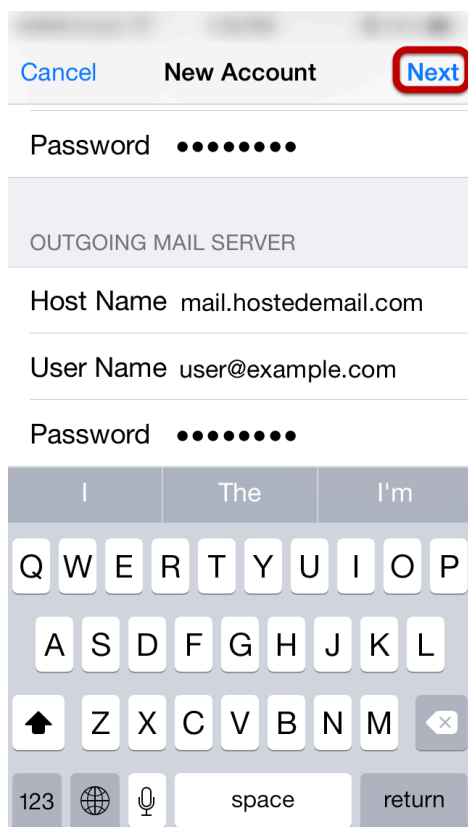 Cancel New Account Next
Password ••••••••
OUTGOING MAIL SERVER
Host Name mail.hostedemail.com
User Name user@example.com
Password ••••••••
I The I'm
Q W E R T Y U I O P
A S D F G H J K L
Z X C V B N M
123 space return